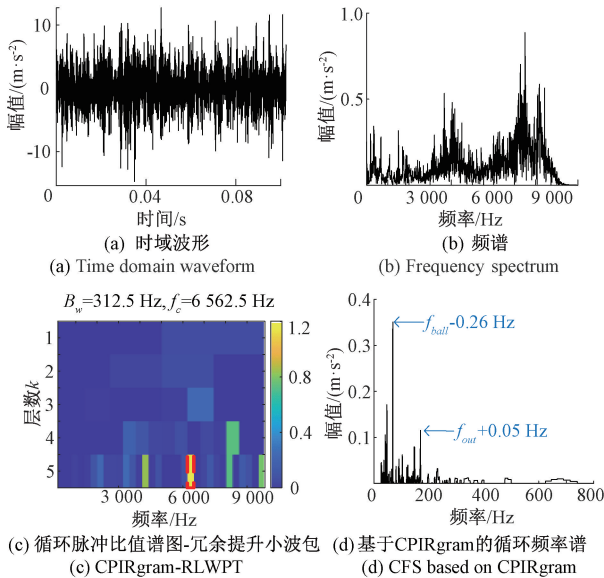 10
0
-10
幅值/(m·s⁻²)
0 0.04 0.08
时间/s
(a) 时域波形
(a) Time domain waveform
1.0
0.5
幅值/(m·s⁻²)
0 3 000 6 000 9 000
频率/Hz
(b) 频谱
(b) Frequency spectrum
B_w=312.5 Hz, f_c=6 562.5 Hz
1
2
3
4
5
层数k
3 000 6 000 9 000
频率/Hz
1.2
0.8
0.4
0
(c) 循环脉冲比值谱图-冗余提升小波包
(c) CPIRgram-RLWPT
0.4
0.3
0.2
0.1
幅值/(m·s⁻²)
f_ball-0.26 Hz
f_out+0.05 Hz
0 200 400 600 800
频率/Hz
(d) 基于CPIRgram的循环频率谱
(d) CFS based on CPIRgram